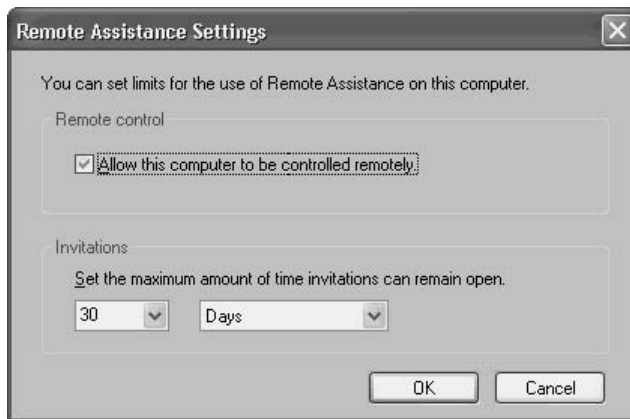 Remote Assistance Settings
You can set limits for the use of Remote Assistance on this computer.
Remote control
Allow this computer to be controlled remotely.
Invitations
Set the maximum amount of time invitations can remain open.
30 Days
OK Cancel